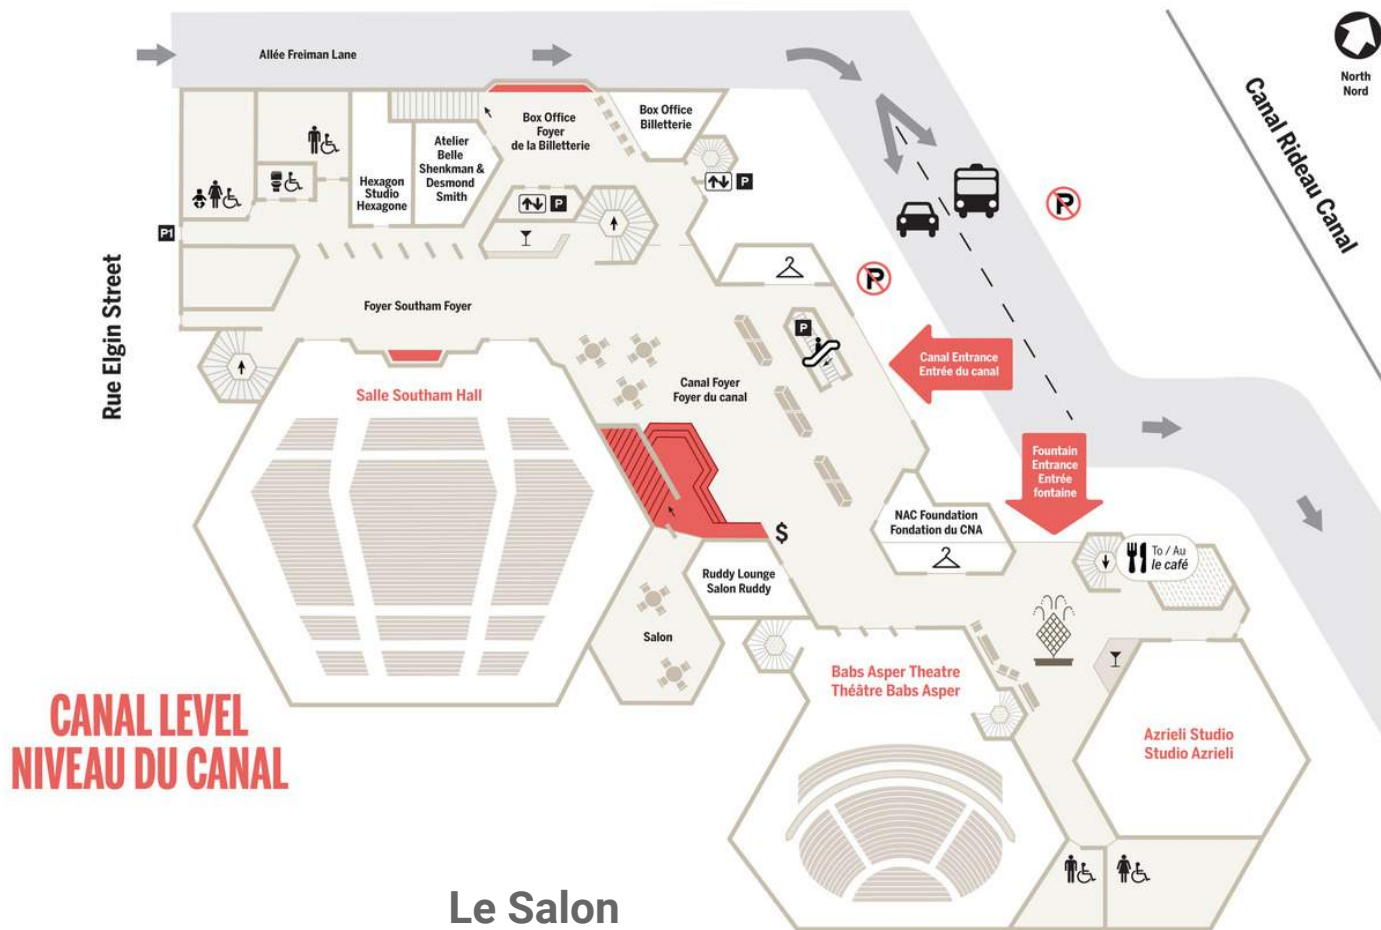 Allée Freiman Lane
North
Nord
Canal Rideau Canal
Box Office
Foyer
de la Billetterie
Box Office
Billetterie
Atelier
Belle
Shenkman &
Desmond
Smith
Hexagon
Studio
Hexagone
P
P
P1
Rue Elgin Street
Foyer Southam Foyer
P
P
P
Canal Entrance
Entrée du canal
Salle Southam Hall
Canal Foyer
Foyer du canal
Fountain
Entrance
Entrée
fontaine
NAC Foundation
Fondation du CNA
$
To / Au
le café
Ruddy Lounge
Salon Ruddy
Salon
Babs Asper Theatre
Théâtre Babs Asper
Azrieli Studio
Studio Azrieli
CANAL LEVEL
NIVEAU DU CANAL
Le Salon